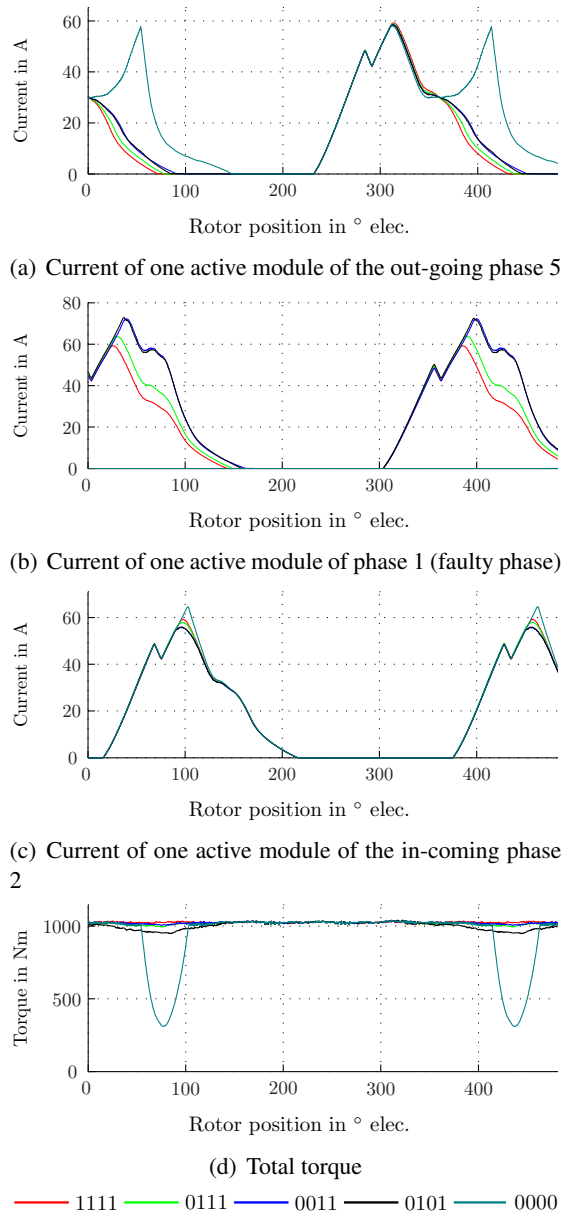 60
40
20
0
0
100
200
300
400
Current in A
Rotor position in ° elec.
(a) Current of one active module of the out-going phase 5
80
60
40
20
0
0
100
200
300
400
Current in A
Rotor position in ° elec.
(b) Current of one active module of phase 1 (faulty phase)
60
40
20
0
0
100
200
300
400
Current in A
Rotor position in ° elec.
(c) Current of one active module of the in-coming phase
2
1000
500
0
0
100
200
300
400
Torque in Nm
Rotor position in ° elec.
(d) Total torque
1111 0111 0011 0101 0000